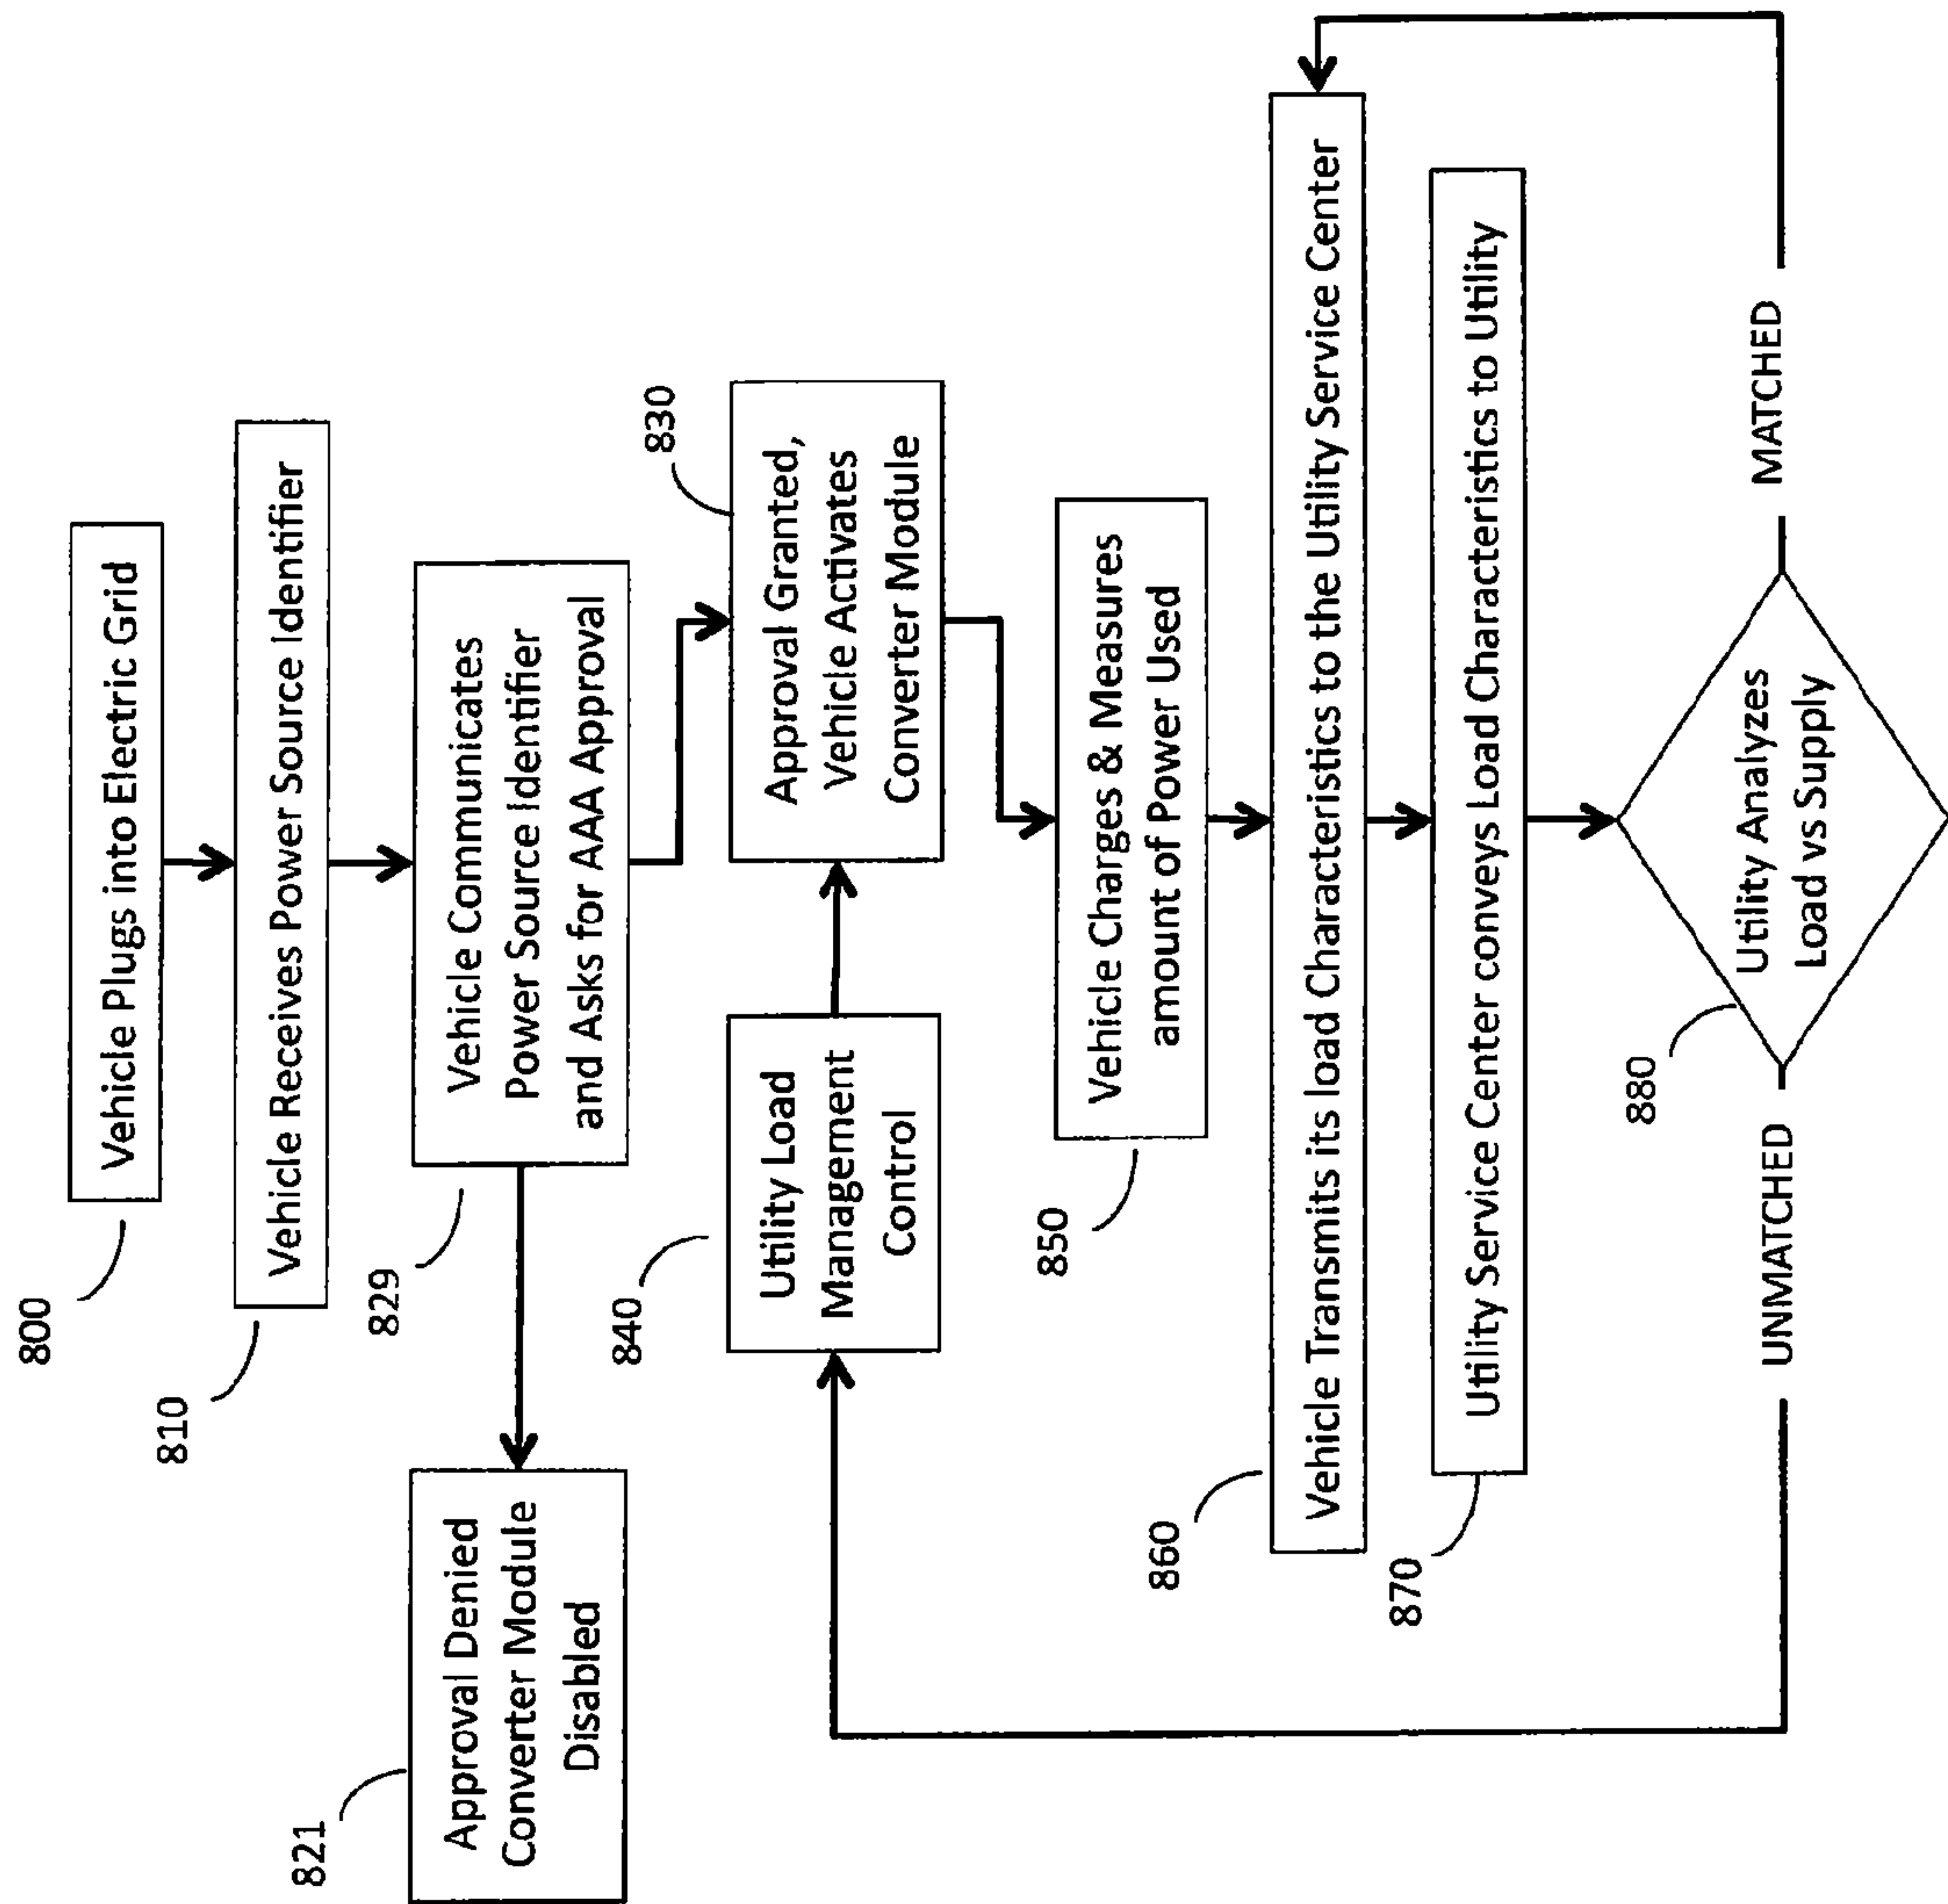 800
Vehicle Plugs into Electric Grid
810
Vehicle Receives Power Source Identifier
829
Vehicle Communicates
Power Source Identifier
and Asks for AAA Approval
821
Approval Denied
Converter Module
Disabled
830
Approval Granted,
Vehicle Activates
Converter Module
840
Utility Load
Management
Control
850
Vehicle Charges & Measures
amount of Power Used
860
Vehicle Transmits its load Characteristics to the Utility Service Center
870
Utility Service Center conveys Load Characteristics to Utility
880
Utility Analyzes
Load vs Supply
UNMATCHED
MATCHED